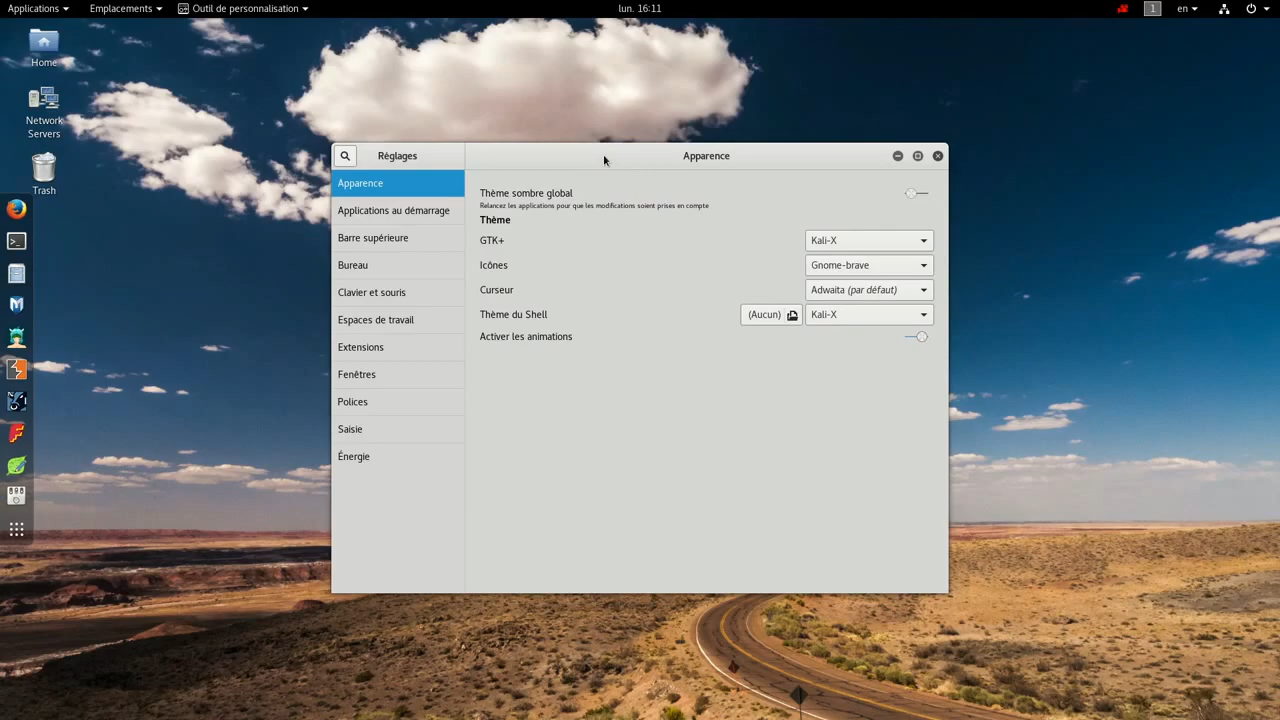 Applications Emplacements Outil de personnalisation lun. 16:11 1 en
Home
Network
Servers
Trash
Réglages Apparence
Apparence
Applications au démarrage
Barre supérieure
Bureau
Clavier et souris
Espaces de travail
Extensions
Fenêtres
Polices
Saisie
Énergie
Thème sombre global
Relancez les applications pour que les modifications soient prises en compte
Thème
GTK+ Kali-X
Icônes Gnome-brave
Curseur Adwaita (par défaut)
Thème du Shell (Aucun) Kali-X
Activer les animations